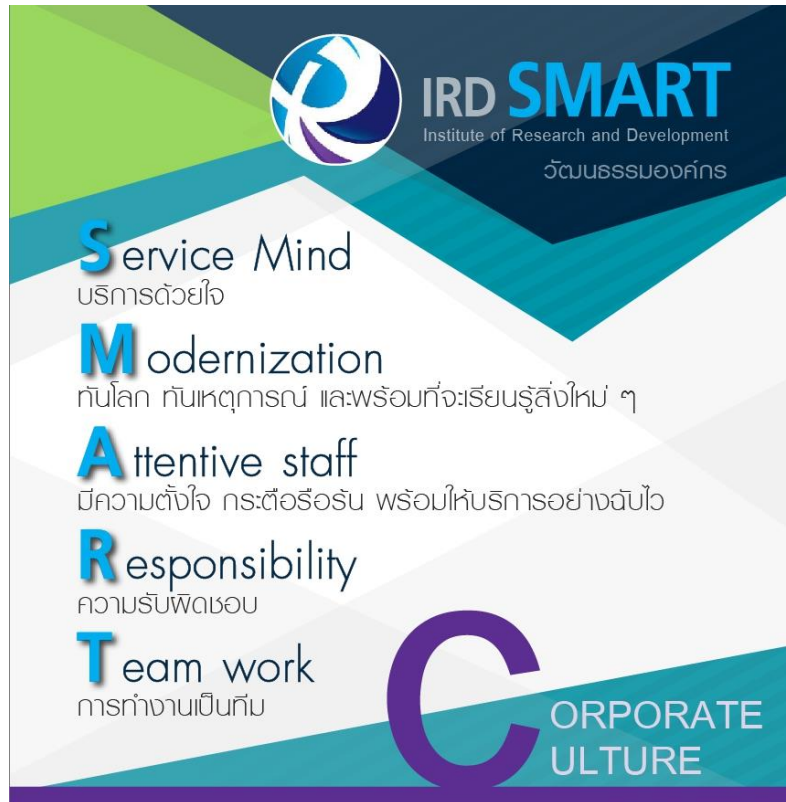 IRD SMART
Institute of Research and Development
วัฒนธรรมองค์กร
Service Mind
บริการด้วยใจ
Modernization
ทันโลก ทันเหตุการณ์ และพร้อมที่จะเรียนรู้สิ่งใหม่ ๆ
Attentive staff
มีความตั้งใจ กระตือรือร้น พร้อมให้บริการอย่างฉับไว
Responsibility
ความรับผิดชอบ
Team work
การทำงานเป็นทีม
CORPORATE
CULTURE